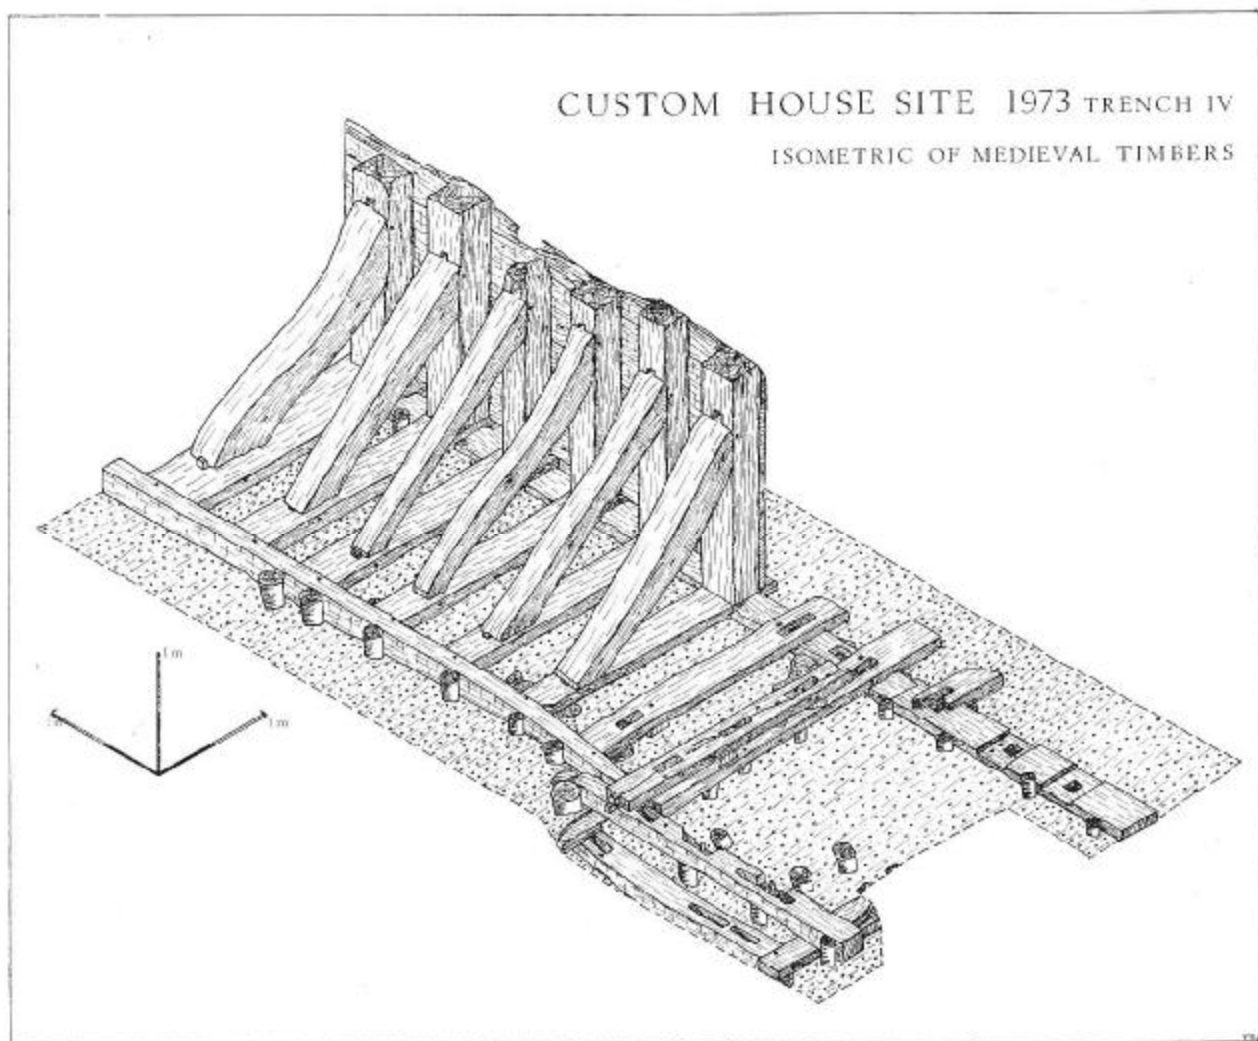 CUSTOM HOUSE SITE 1973 TRENCH IV
ISOMETRIC OF MEDIEVAL TIMBERS
1m
1m